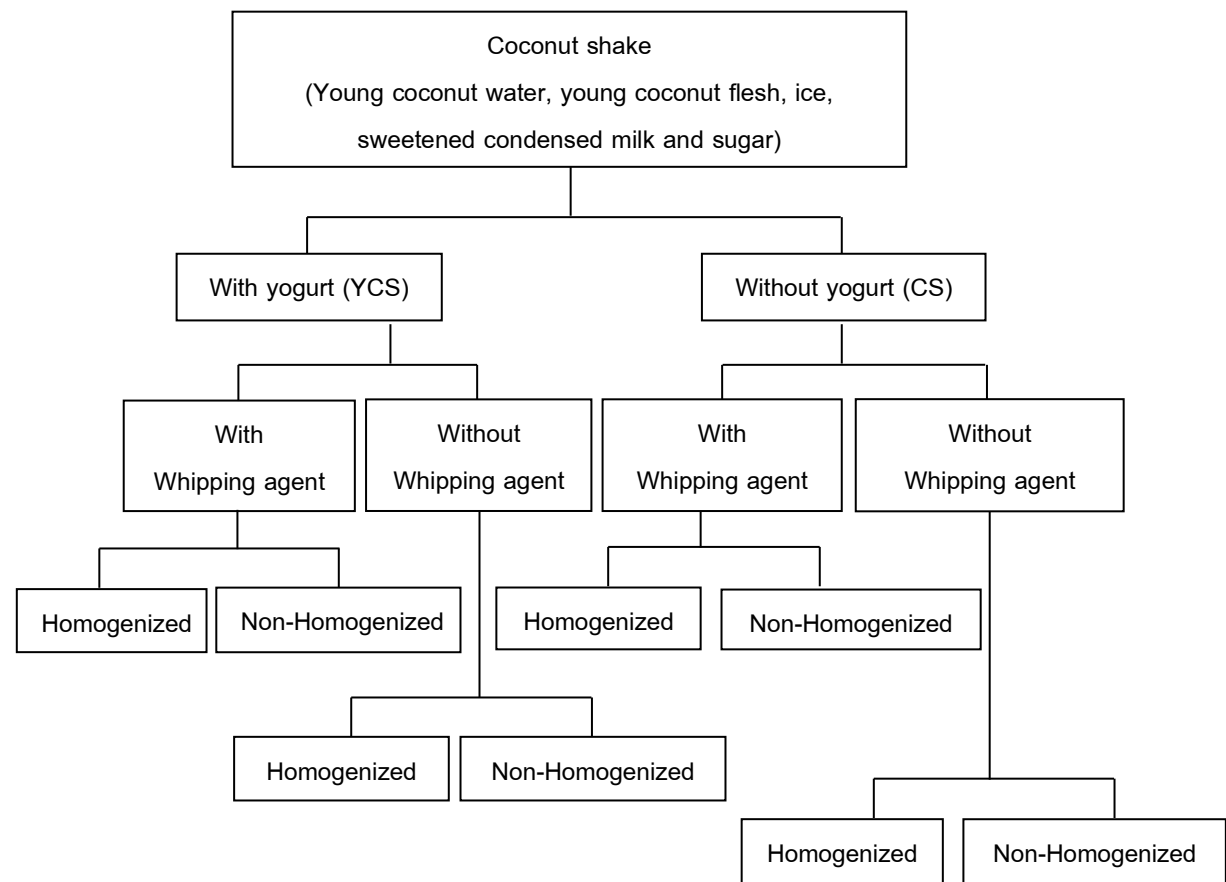 Coconut shake
(Young coconut water, young coconut flesh, ice,
sweetened condensed milk and sugar)
With yogurt (YCS)
Without yogurt (CS)
With
Whipping agent
Without
Whipping agent
With
Whipping agent
Without
Whipping agent
Homogenized
Non-Homogenized
Homogenized
Non-Homogenized
Homogenized
Non-Homogenized
Homogenized
Non-Homogenized